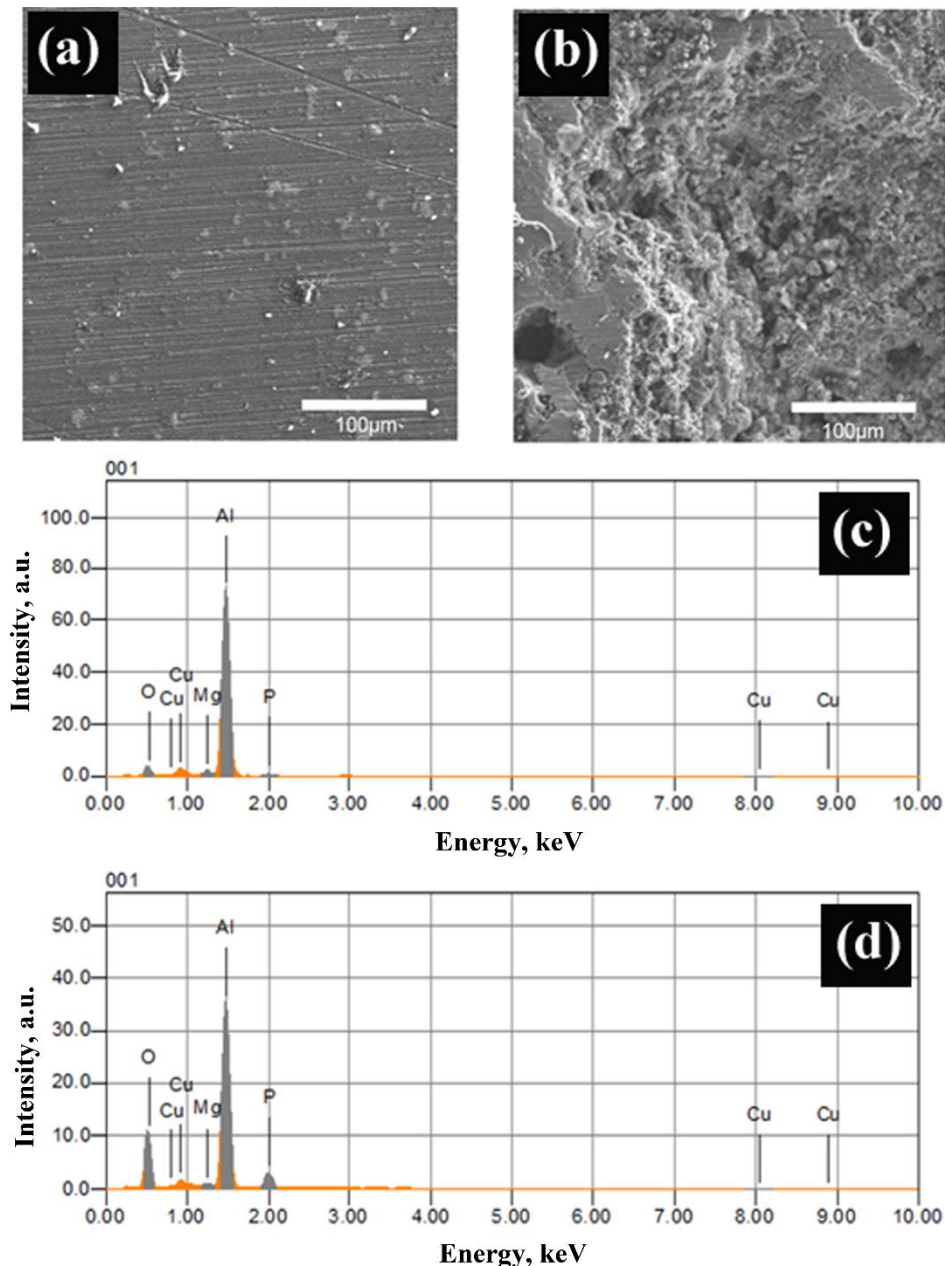 (a)
100µm
(b)
100µm
001
(c)
Intensity, a.u.
100.0
80.0
60.0
40.0
20.0
0.0
O
Cu
Cu
Mg
Al
P
Cu
Cu
0.00 1.00 2.00 3.00 4.00 5.00 6.00 7.00 8.00 9.00 10.00
Energy, keV
001
(d)
Intensity, a.u.
50.0
40.0
30.0
20.0
10.0
0.0
O
Cu
Cu
Mg
Al
P
Cu
Cu
0.00 1.00 2.00 3.00 4.00 5.00 6.00 7.00 8.00 9.00 10.00
Energy, keV